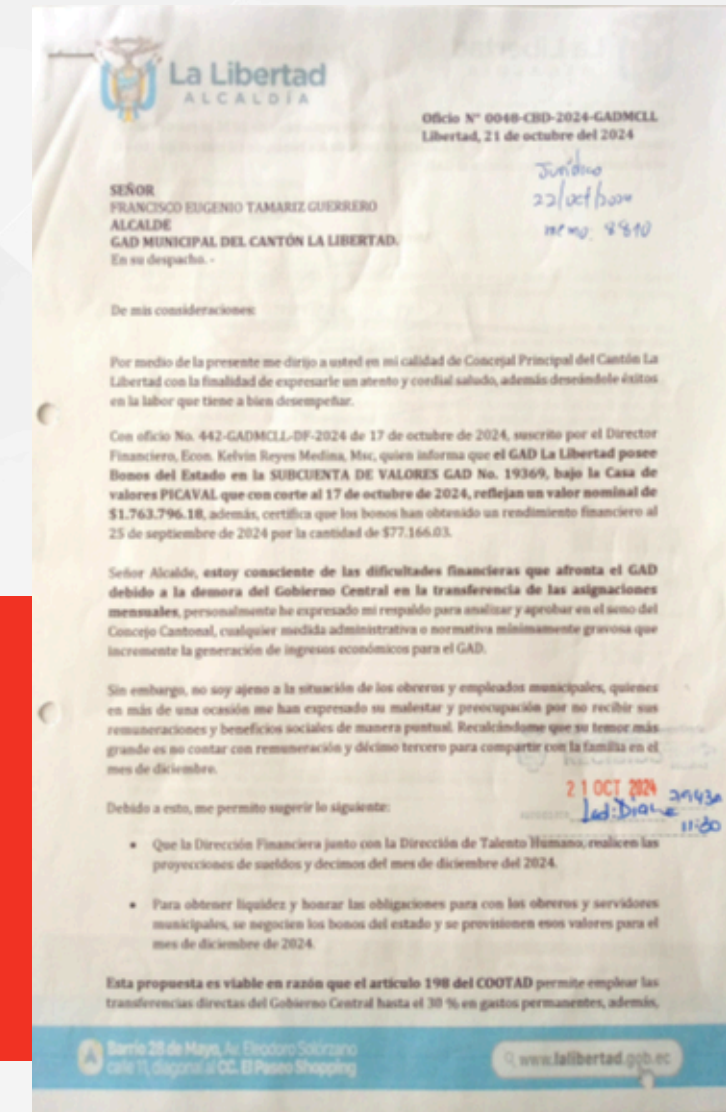 La Libertad
ALCALDÍA
Oficio N° 0048-CBD-2024-GADMCLL
Libertad, 21 de octubre del 2024
Jurídico
22/oct/2024
memo: 8810
SEÑOR
FRANCISCO EUGENIO TAMARIZ GUERRERO
ALCALDE
GAD MUNICIPAL DEL CANTÓN LA LIBERTAD.
En su despacho. -
De mis consideraciones:
Por medio de la presente me dirijo a usted en mi calidad de Concejal Principal del Cantón La
Libertad con la finalidad de expresarle un atento y cordial saludo, además deseándole éxitos
en la labor que tiene a bien desempeñar.
Con oficio No. 442-GADMCLL-DF-2024 de 17 de octubre de 2024, suscrito por el Director
Financiero, Econ. Kelvin Reyes Medina, Msc, quien informa que el GAD La Libertad posee
Bonos del Estado en la SUBCUENTA DE VALORES GAD No. 19369, bajo la Casa de
valores PICAVAL que con corte al 17 de octubre de 2024, reflejan un valor nominal de
$1.763.796.18, además, certifica que los bonos han obtenido un rendimiento financiero al
25 de septiembre de 2024 por la cantidad de $77.166.03.
Señor Alcalde, estoy consciente de las dificultades financieras que afronta el GAD
debido a la demora del Gobierno Central en la transferencia de las asignaciones
mensuales, personalmente he expresado mi respaldo para analizar y aprobar en el seno del
Concejo Cantonal, cualquier medida administrativa o normativa mínimamente gravosa que
incremente la generación de ingresos económicos para el GAD.
Sin embargo, no soy ajeno a la situación de los obreros y empleados municipales, quienes
en más de una ocasión me han expresado su malestar y preocupación por no recibir sus
remuneraciones y beneficios sociales de manera puntual. Recalcándome que su temor más
grande es no contar con remuneración y décimo tercero para compartir con la familia en el
mes de diciembre.
21 OCT 2024
11:30
Debido a esto, me permito sugerir lo siguiente:
• Que la Dirección Financiera junto con la Dirección de Talento Humano, realicen las
proyecciones de sueldos y decimos del mes de diciembre del 2024.
• Para obtener liquidez y honrar las obligaciones para con los obreros y servidores
municipales, se negocien los bonos del estado y se provisionen esos valores para el
mes de diciembre de 2024.
Esta propuesta es viable en razón que el artículo 198 del COOTAD permite emplear las
transferencias directas del Gobierno Central hasta el 30 % en gastos permanentes, además,
Barrio 28 de Mayo, Av. Eleodoro Solórzano
calle 11, diagonal al CC. El Paseo Shopping
www.lalibertad.gob.ec